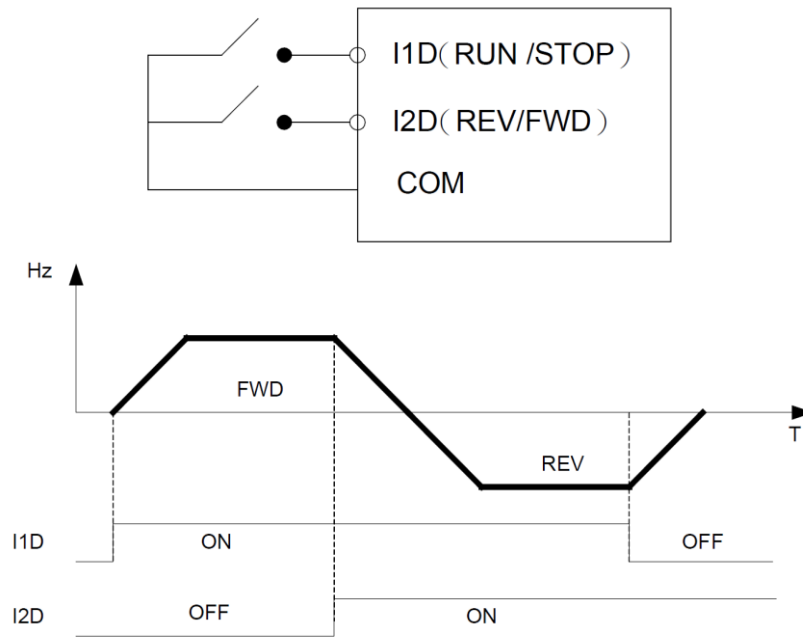 I1D（RUN /STOP）
I2D（REV/FWD）
COM
Hz
FWD
T
REV
I1D ON OFF
I2D OFF ON